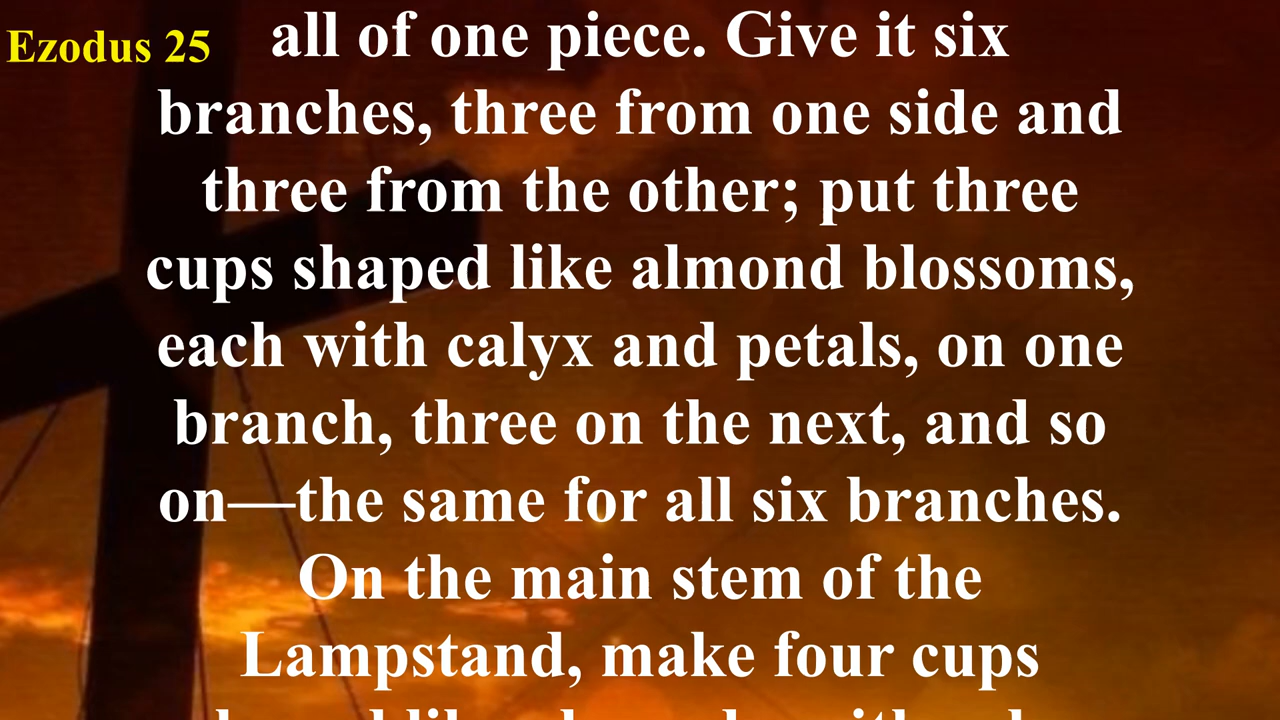 Ezodus 25
all of one piece. Give it six
branches, three from one side and
three from the other; put three
cups shaped like almond blossoms,
each with calyx and petals, on one
branch, three on the next, and so
on—the same for all six branches.
On the main stem of the
Lampstand, make four cups